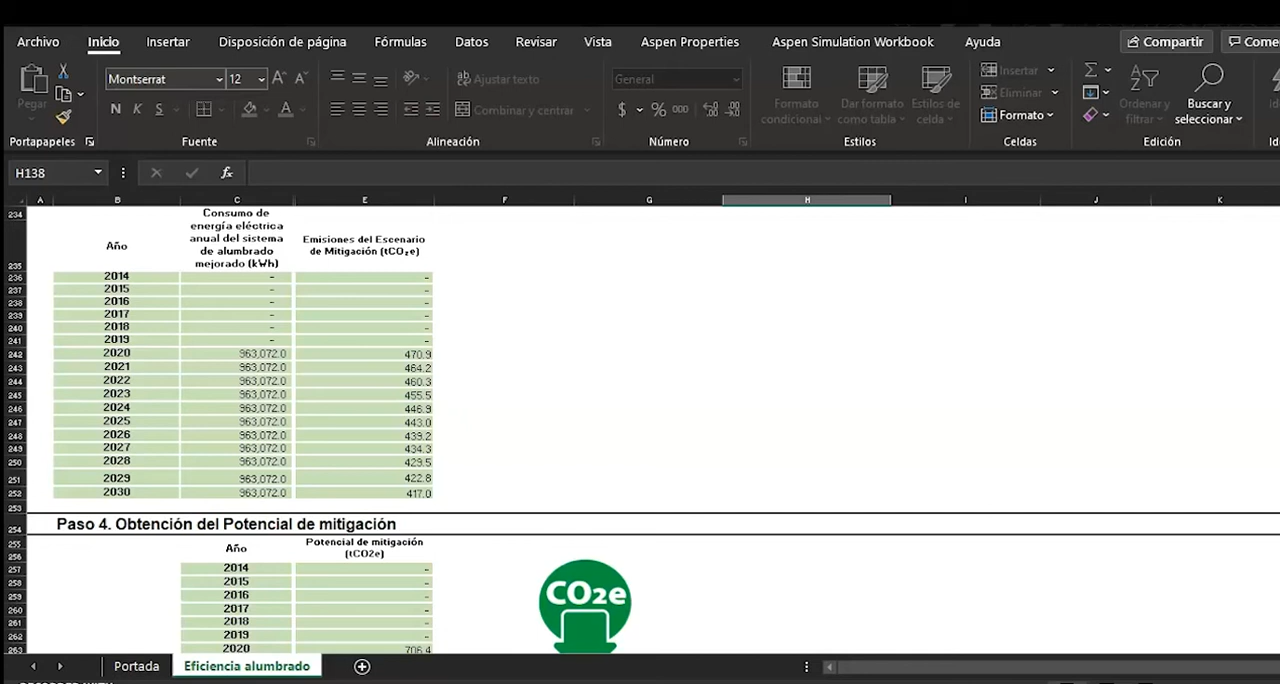 Archivo Inicio Insertar Disposición de página Fórmulas Datos Revisar Vista Aspen Properties Aspen Simulation Workbook Ayuda Compartir Come
Pegar Montserrat 12 Ajustar texto General Formato Dar formato Estilos de Insertar Ordenar y Buscar y
N K S Combinar y centrar $ % 000 condicional como tabla celda Eliminar Formato filtrar seleccionar
Portapapeles Fuente Alineación Número Estilos Celdas Edición
H138 fx
A B C E F G H I J K
234 Consumo de
energía eléctrica
anual del sistema
de alumbrado
mejorado (kWh)
235 Año
Emisiones del Escenario
de Mitigación (tCO₂e)
236 2014 - -
237 2015 - -
238 2016 - -
239 2017 - -
240 2018 - -
241 2019 - -
242 2020 963,072.0 470.9
243 2021 963,072.0 464.2
244 2022 963,072.0 460.3
245 2023 963,072.0 455.5
246 2024 963,072.0 446.9
247 2025 963,072.0 443.0
248 2026 963,072.0 439.2
249 2027 963,072.0 434.3
250 2028 963,072.0 429.5
251 2029 963,072.0 422.8
252 2030 963,072.0 417.0
253
254 Paso 4. Obtención del Potencial de mitigación
255 Año Potencial de mitigación
256 (tCO2e)
257 2014 -
258 2015 -
259 2016 -
260 2017 -
261 2018 -
262 2019 -
263 2020 706.4
CO2e
Portada Eficiencia alumbrado